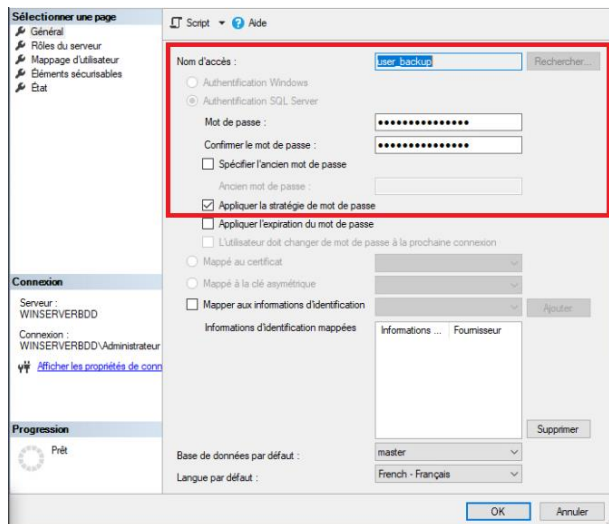 Sélectionner une page
Général
Rôles du serveur
Mappage d'utilisateur
Éléments sécurisables
État
Script
Aide
Nom d'accès :
user_backup
Rechercher...
Authentification Windows
Authentification SQL Server
Mot de passe :
●●●●●●●●●●●●●●●
Confirmer le mot de passe :
●●●●●●●●●●●●●●●
Spécifier l'ancien mot de passe
Ancien mot de passe :
Appliquer la stratégie de mot de passe
Appliquer l'expiration du mot de passe
L'utilisateur doit changer de mot de passe à la prochaine connexion
Mappé au certificat
Mappé à la clé asymétrique
Mapper aux informations d'identification
Ajouter
Informations d'identification mappées
Informations ... Fournisseur
Supprimer
Base de données par défaut :
master
Langue par défaut :
French - Français
Connexion
Serveur :
WINSERVERBDD
Connexion :
WINSERVERBDD\Administrateur
Afficher les propriétés de conn
Progression
Prêt
OK
Annuler